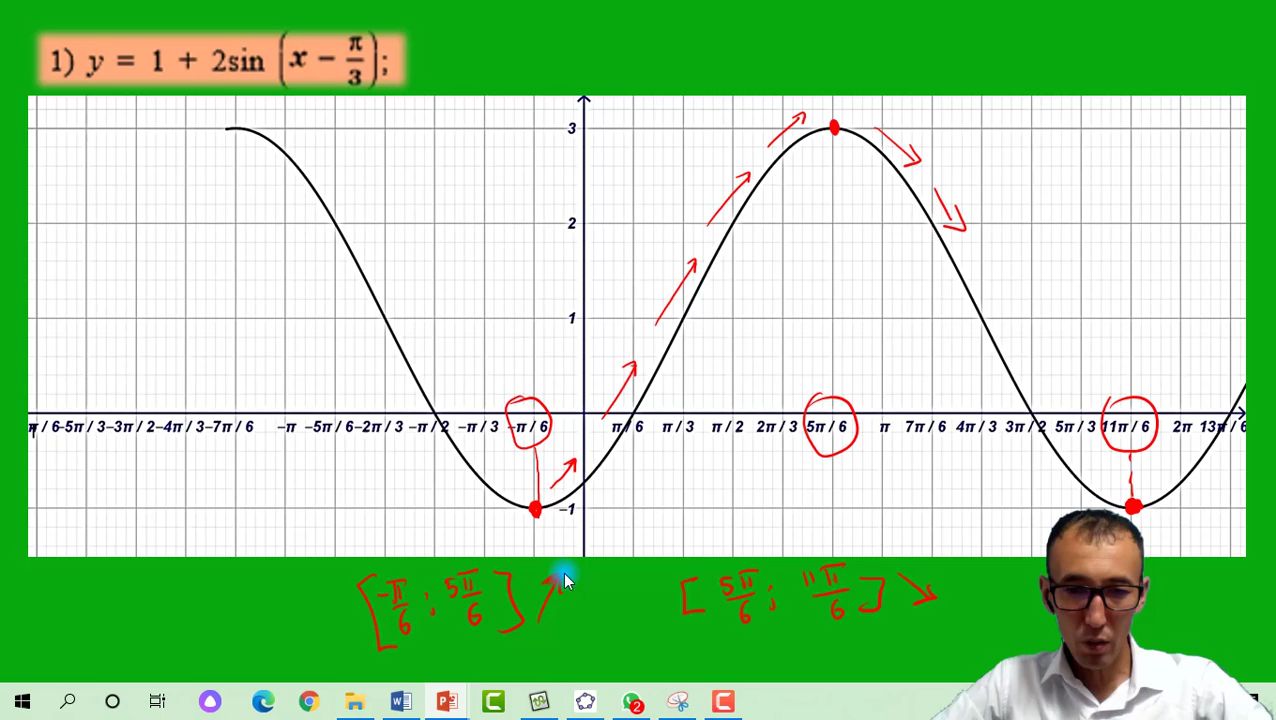 1) y = 1 + 2sin (x − π/3);
3
2
1
−5π / 3 −3π / 2 −4π / 3 −7π / 6 −π −5π / 6 −2π / 3 −π / 2 −π / 3 −π / 6 π / 6 π / 3 π / 2 2π / 3 5π / 6 π 7π / 6 4π / 3 3π / 2 5π / 3 11π / 6 2π 13π / 6
−1
[-π/6 ; 5π/6] [5π/6 ; 11π/6]
2